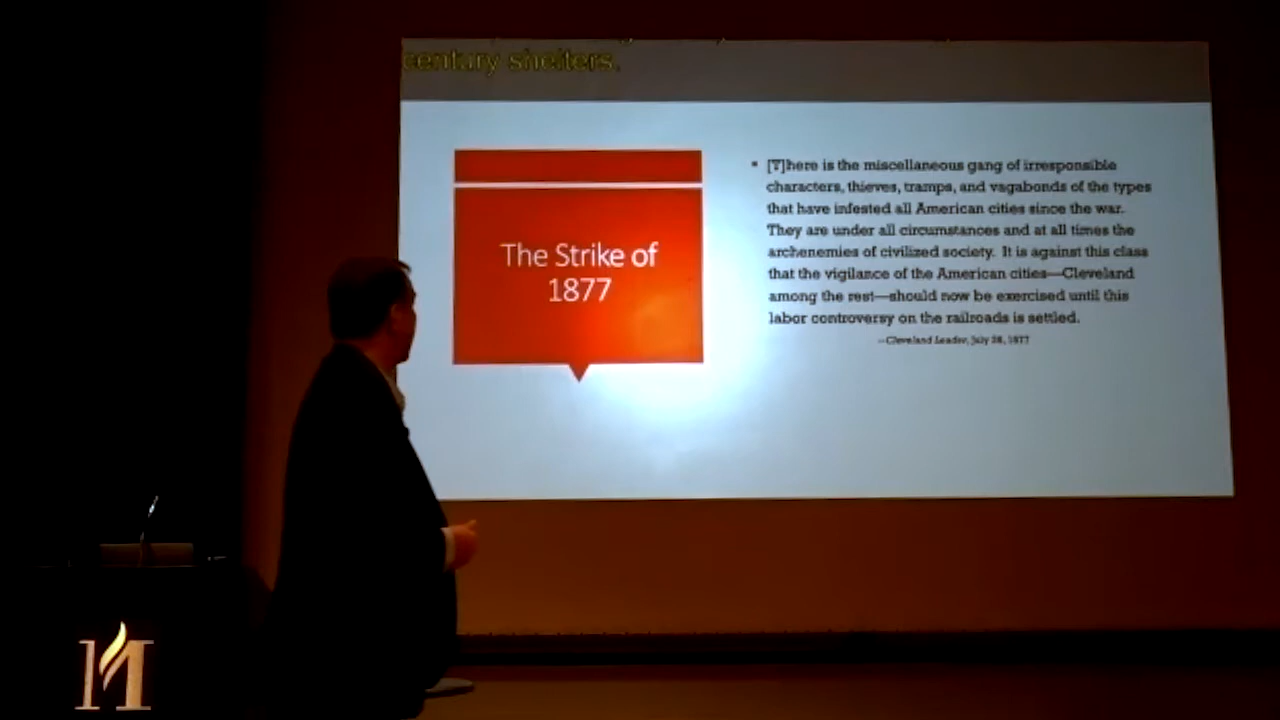 century shelters.
The Strike of
1877
▪ [T]here is the miscellaneous gang of irresponsible
characters, thieves, tramps, and vagabonds of the types
that have infested all American cities since the war.
They are under all circumstances and at all times the
archenemies of civilized society. It is against this class
that the vigilance of the American cities—Cleveland
among the rest—should now be exercised until this
labor controversy on the railroads is settled.
--Cleveland Leader, July 28, 1877
M